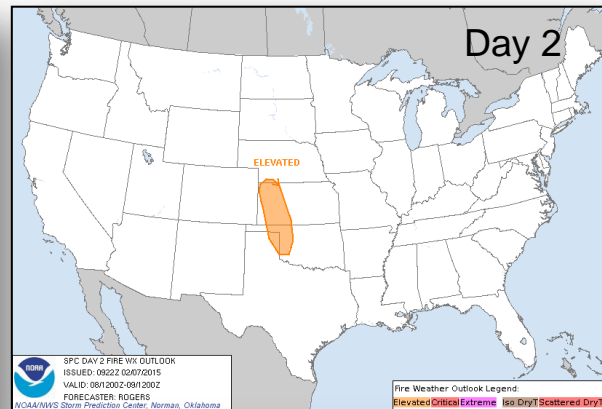 Day 2
ELEVATED
NOAA
SPC DAY 2 FIRE WX OUTLOOK
ISSUED: 0922Z 02/07/2015
VALID: 08/1200Z-09/1200Z
FORECASTER: ROGERS
NOAA/NWS Storm Prediction Center, Norman, Oklahoma
Fire Weather Outlook Legend:
Elevated Critical Extreme Iso DryT Scattered DryT